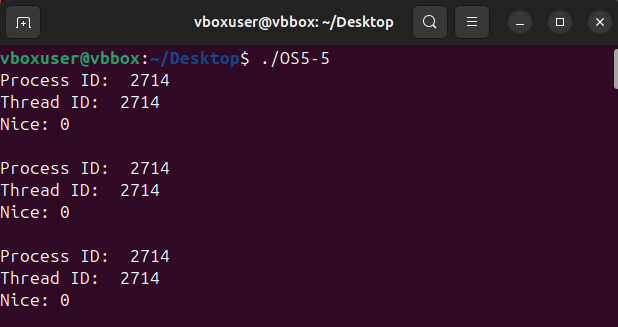 vboxuser@vbbox: ~/Desktop
vboxuser@vbbox:~/Desktop$ ./OS5-5
Process ID:  2714
Thread ID:  2714
Nice: 0
Process ID:  2714
Thread ID:  2714
Nice: 0
Process ID:  2714
Thread ID:  2714
Nice: 0